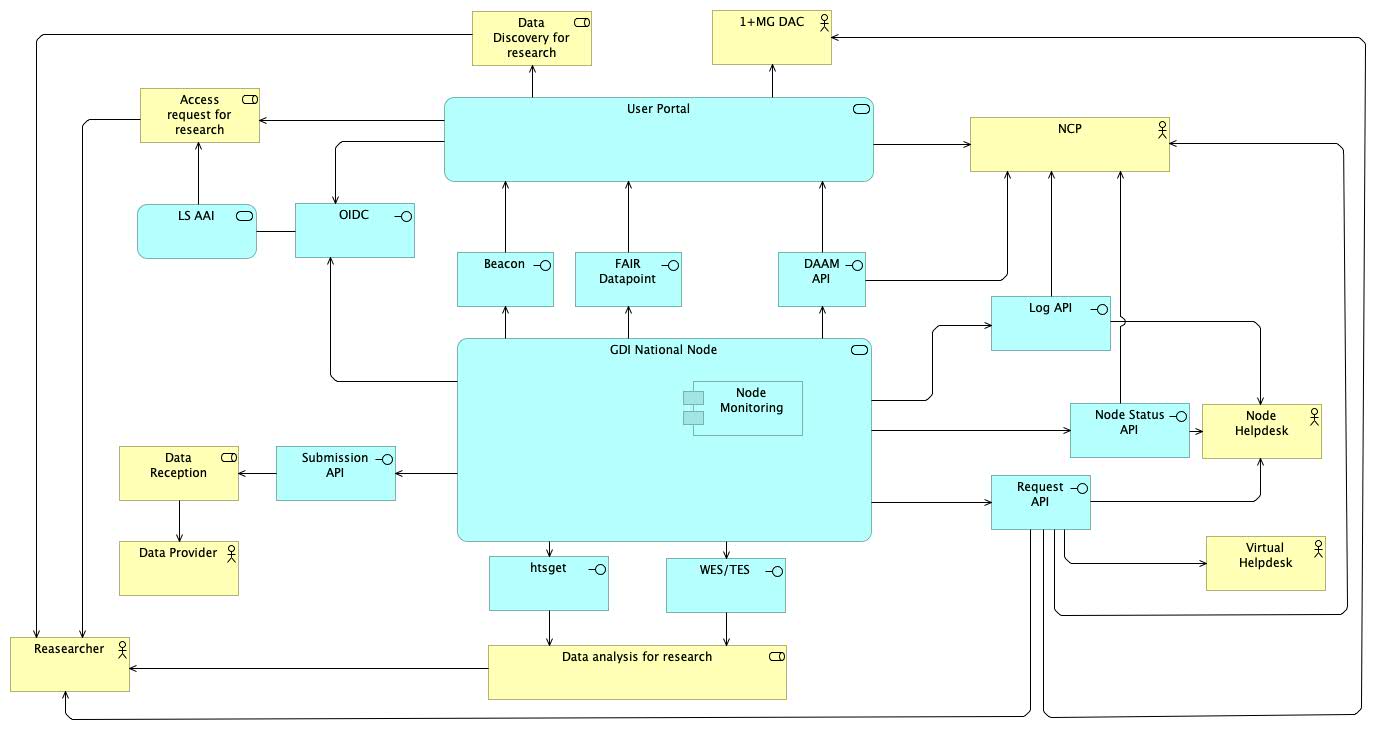 Data
Discovery for
research
1+MG DAC
Access
request for
research
User Portal
NCP
LS AAI
OIDC
Beacon
FAIR
Datapoint
DAAM
API
Log API
GDI National Node
Node
Monitoring
Node Status
API
Node
Helpdesk
Data
Reception
Submission
API
Request
API
Data Provider
Virtual
Helpdesk
htsget
WES/TES
Reasearcher
Data analysis for research